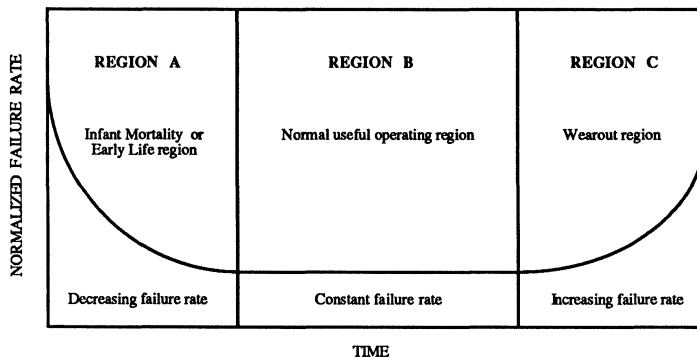 NORMALIZED FAILURE RATE
REGION A
REGION B
REGION C
Infant Mortality or
Early Life region
Normal useful operating region
Wearout region
Decreasing failure rate
Constant failure rate
Increasing failure rate
TIME